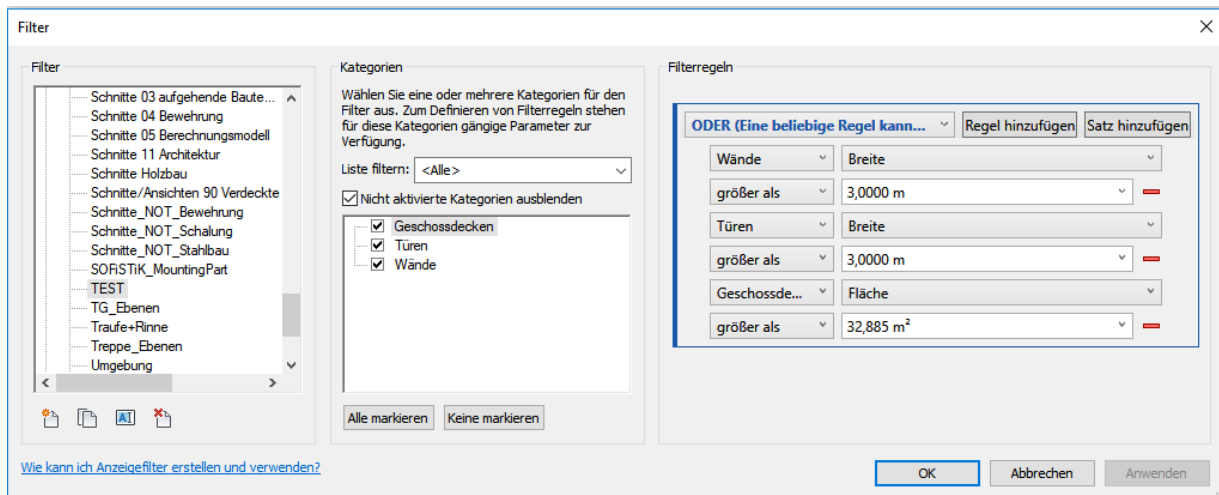 Filter
Filter
Schnitte 03 aufgehende Baute...
Schnitte 04 Bewehrung
Schnitte 05 Berechnungsmodell
Schnitte 11 Architektur
Schnitte Holzbau
Schnitte/Ansichten 90 Verdeckte
Schnitte_NOT_Bewehrung
Schnitte_NOT_Schalung
Schnitte_NOT_Stahlbau
SOFiSTiK_MountingPart
TEST
TG_Ebenen
Traufe+Rinne
Treppe_Ebenen
Umgebung
Wie kann ich Anzeigefilter erstellen und verwenden?
Kategorien
Wählen Sie eine oder mehrere Kategorien für den
Filter aus. Zum Definieren von Filterregeln stehen
für diese Kategorien gängige Parameter zur
Verfügung.
Liste filtern: <Alle>
Nicht aktivierte Kategorien ausblenden
Geschossdecken
Türen
Wände
Alle markieren Keine markieren
Filterregeln
ODER (Eine beliebige Regel kann... Regel hinzufügen Satz hinzufügen
Wände Breite
größer als 3,0000 m
Türen Breite
größer als 3,0000 m
Geschossde... Fläche
größer als 32,885 m²
OK Abbrechen Anwenden